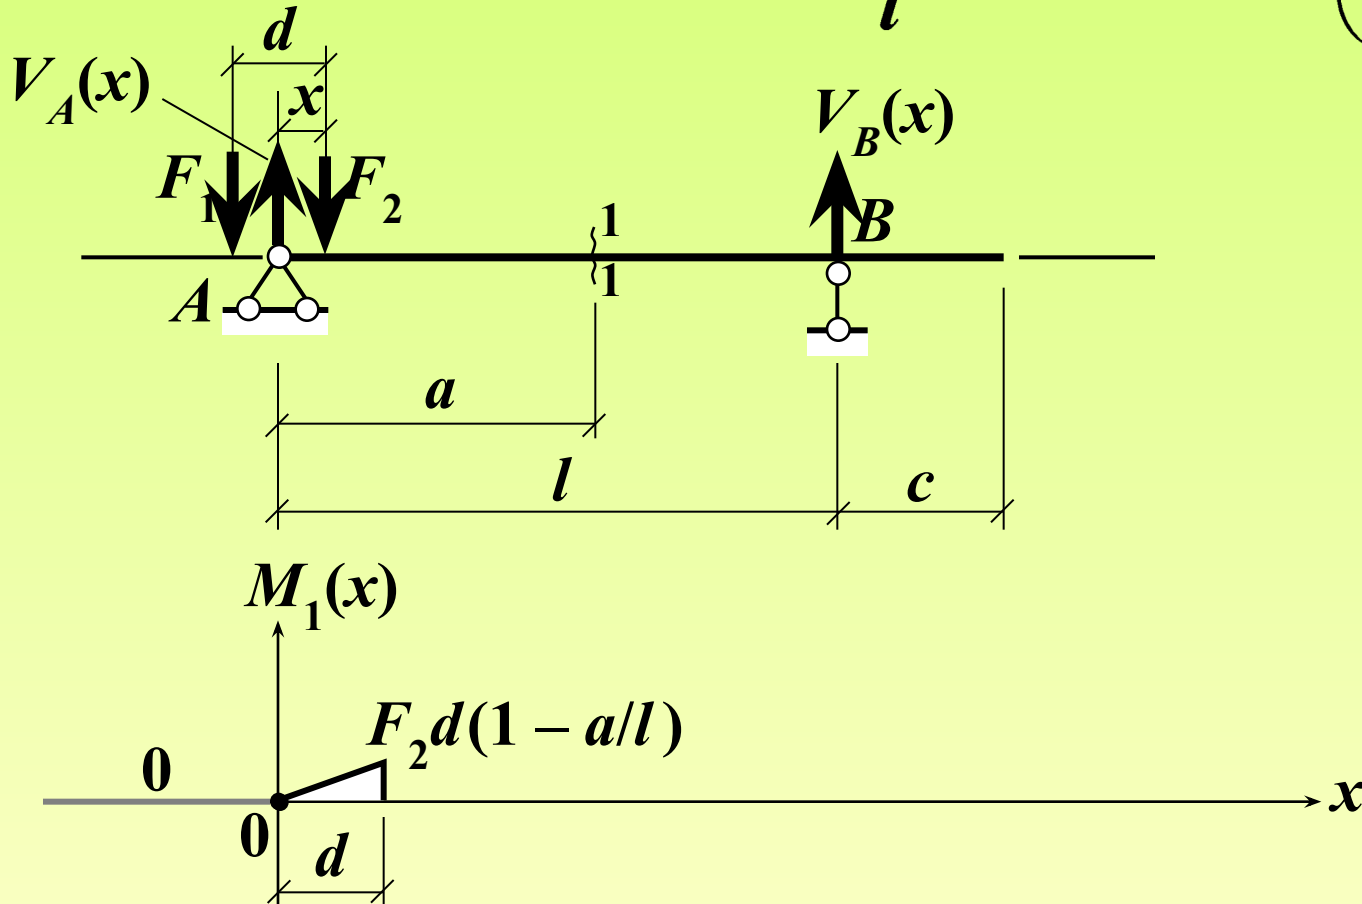 l
d
V_A(x)
x
V_B(x)
F_1
F_2
1
B
1
A
a
l
c
M_1(x)
F_2d(1 – a/l)
0
x
0
d